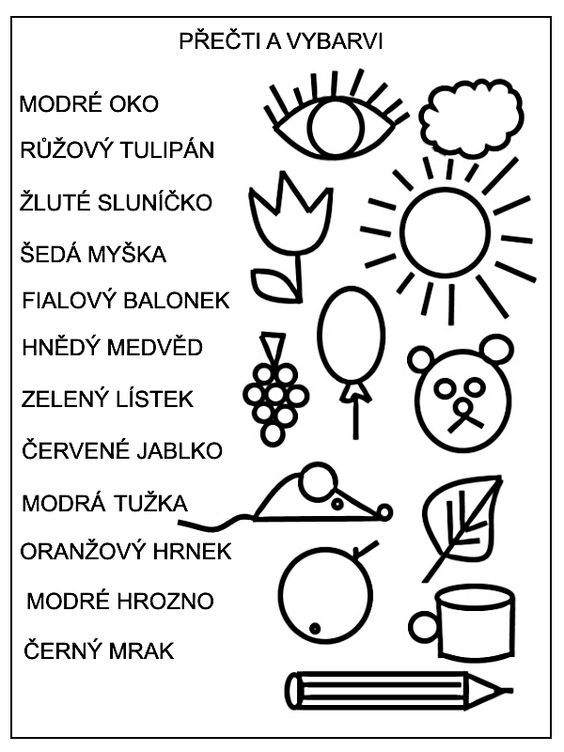 PŘEČTI A VYBARVI
MODRÉ OKO
RŮŽOVÝ TULIPÁN
ŽLUTÉ SLUNÍČKO
ŠEDÁ MYŠKA
FIALOVÝ BALONEK
HNĚDÝ MEDVĚD
ZELENÝ LÍSTEK
ČERVENÉ JABLKO
MODRÁ TUŽKA
ORANŽOVÝ HRNEK
MODRÉ HROZNO
ČERNÝ MRAK